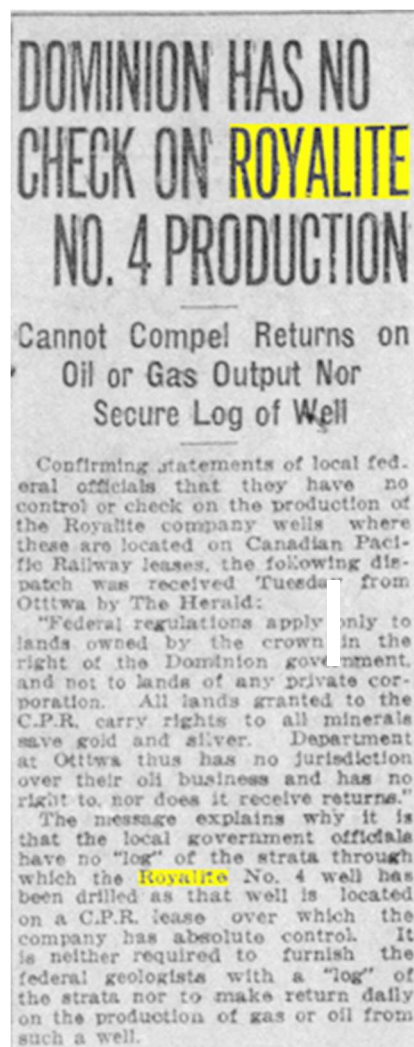 DOMINION HAS NO
CHECK ON ROYALITE
NO. 4 PRODUCTION
Cannot Compel Returns on
Oil or Gas Output Nor
Secure Log of Well
Confirming statements of local fed-
eral officials that they have no
control or check on the production of
the Royalite company wells where
these are located on Canadian Paci-
fic Railway leases, the following dis-
patch was received Tuesday from
Otttwa by The Herald:
"Federal regulations apply only to
lands owned by the crown in the
right of the Dominion government,
and not to lands of any private cor-
poration. All lands granted to the
C.P.R. carry rights to all minerals
save gold and silver. Department
at Otttwa thus has no jurisdiction
over their oil business and has no
right to, nor does it receive returns."
The message explains why it is
that the local government officials
have no "log" of the strata through
which the Royalite No. 4 well has
been drilled as that well is located
on a C.P.R. lease over which the
company has absolute control. It
is neither required to furnish the
federal geologists with a "log" of
the strata nor to make return daily
on the production of gas or oil from
such a well.